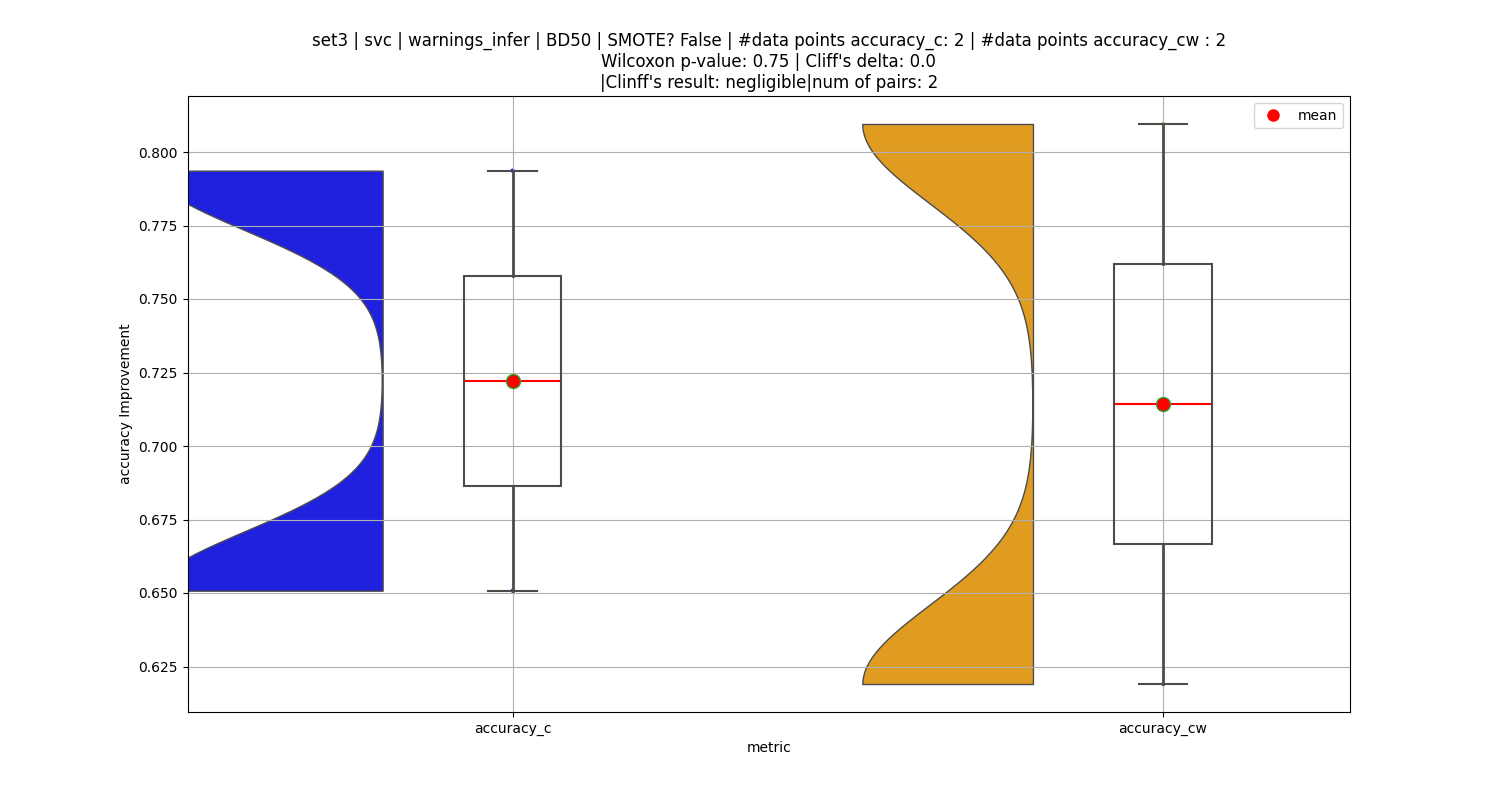 set3 | svc | warnings_infer | BD50 | SMOTE? False | #data points accuracy_c: 2 | #data points accuracy_cw : 2
Wilcoxon p-value: 0.75 | Cliff's delta: 0.0
|Clinff's result: negligible|num of pairs: 2
mean
0.800
0.775
0.750
0.725
0.700
0.675
0.650
0.625
accuracy Improvement
accuracy_c
accuracy_cw
metric